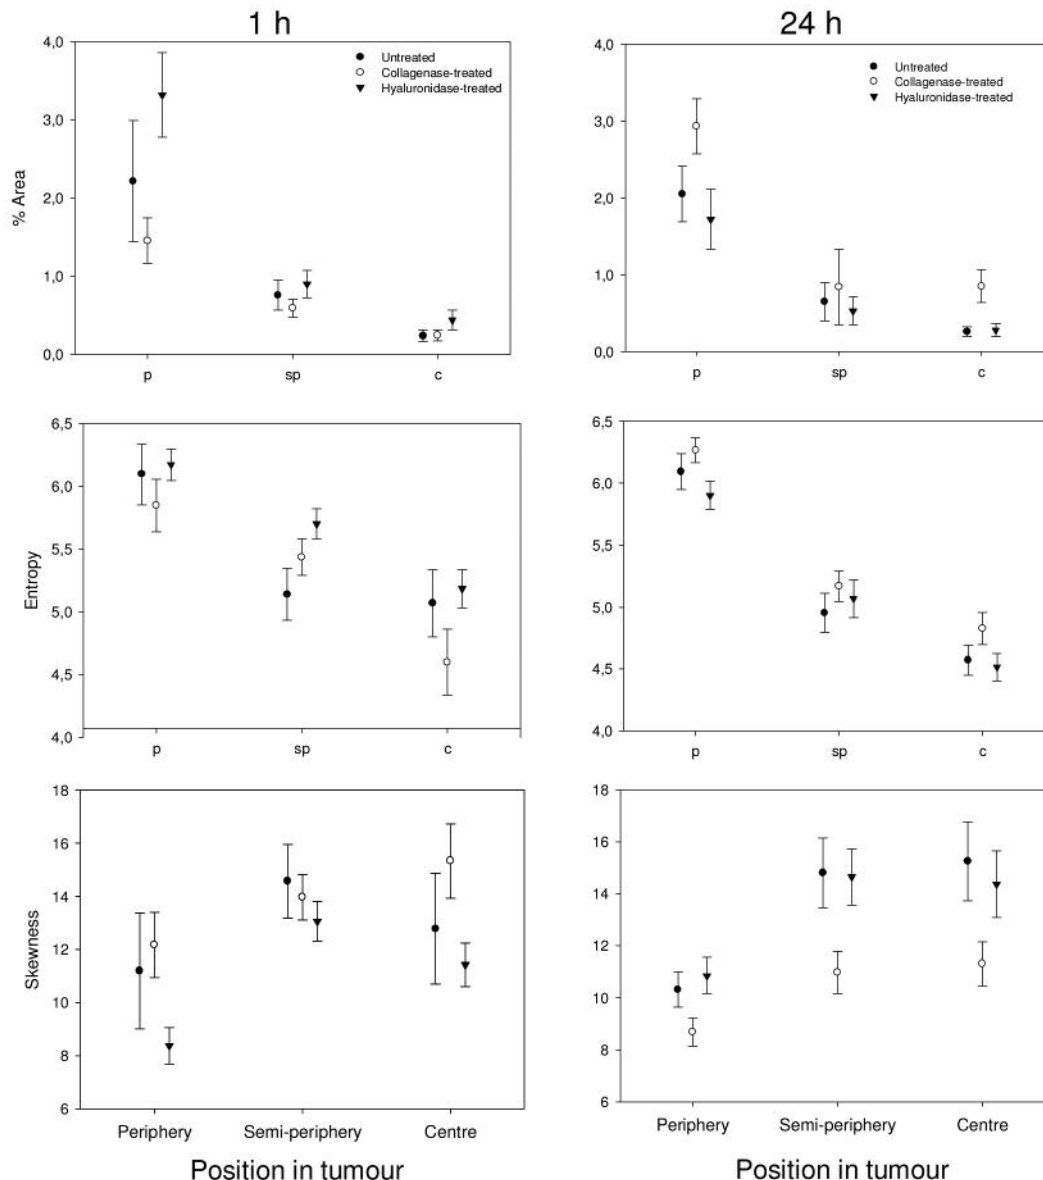 1 h
24 h
4,0
3,0
2,0
1,0
0,0
% Area
Untreated
Collagenase-treated
Hyaluronidase-treated
p
sp
c
4,0
3,0
2,0
1,0
0,0
Untreated
Collagenase-treated
Hyaluronidase-treated
p
sp
c
6,5
6,0
5,5
5,0
4,5
4,0
Entropy
p
sp
c
6,5
6,0
5,5
5,0
4,5
4,0
p
sp
c
18
16
14
12
10
8
6
Skewness
Periphery
Semi-periphery
Centre
Position in tumour
18
16
14
12
10
8
6
Periphery
Semi-periphery
Centre
Position in tumour